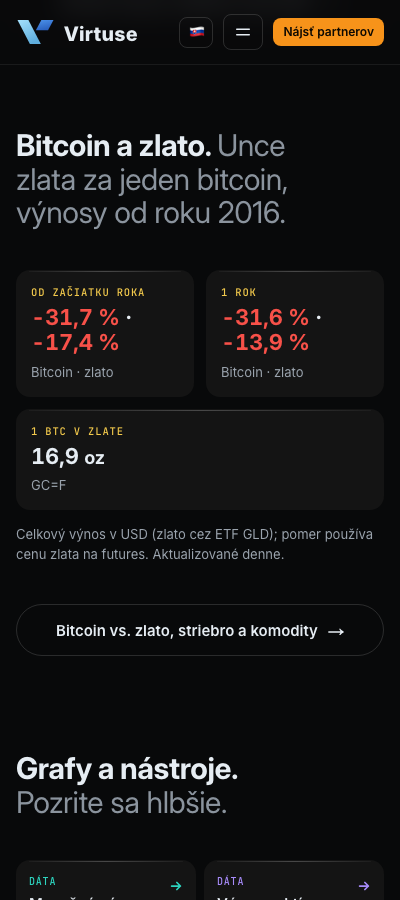 Virtuse
Nájsť partnerov
Bitcoin a zlato. Unce
zlata za jeden bitcoin,
výnosy od roku 2016.
OD ZAČIATKU ROKA
-31,7 % ·
-17,4 %
Bitcoin · zlato
1 ROK
-31,6 % ·
-13,9 %
Bitcoin · zlato
1 BTC V ZLATE
16,9 oz
GC=F
Celkový výnos v USD (zlato cez ETF GLD); pomer používa
cenu zlata na futures. Aktualizované denne.
Bitcoin vs. zlato, striebro a komodity →
Grafy a nástroje.
Pozrite sa hlbšie.
DÁTA →
DÁTA →